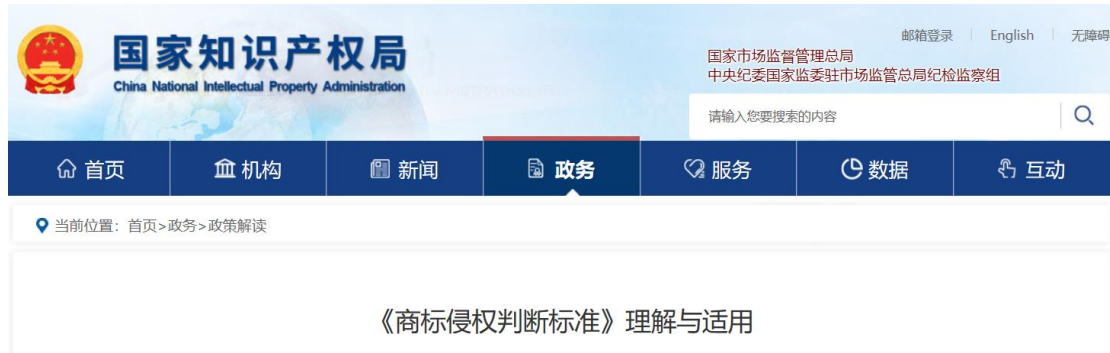 国家知识产权局
China National Intellectual Property Administration
邮箱登录 English 无障碍
国家市场监督管理总局
中央纪委国家监委驻市场监管总局纪检监察组
请输入您要搜索的内容
首页 机构 新闻 政务 服务 数据 互动
当前位置：首页>政务>政策解读
《商标侵权判断标准》理解与适用